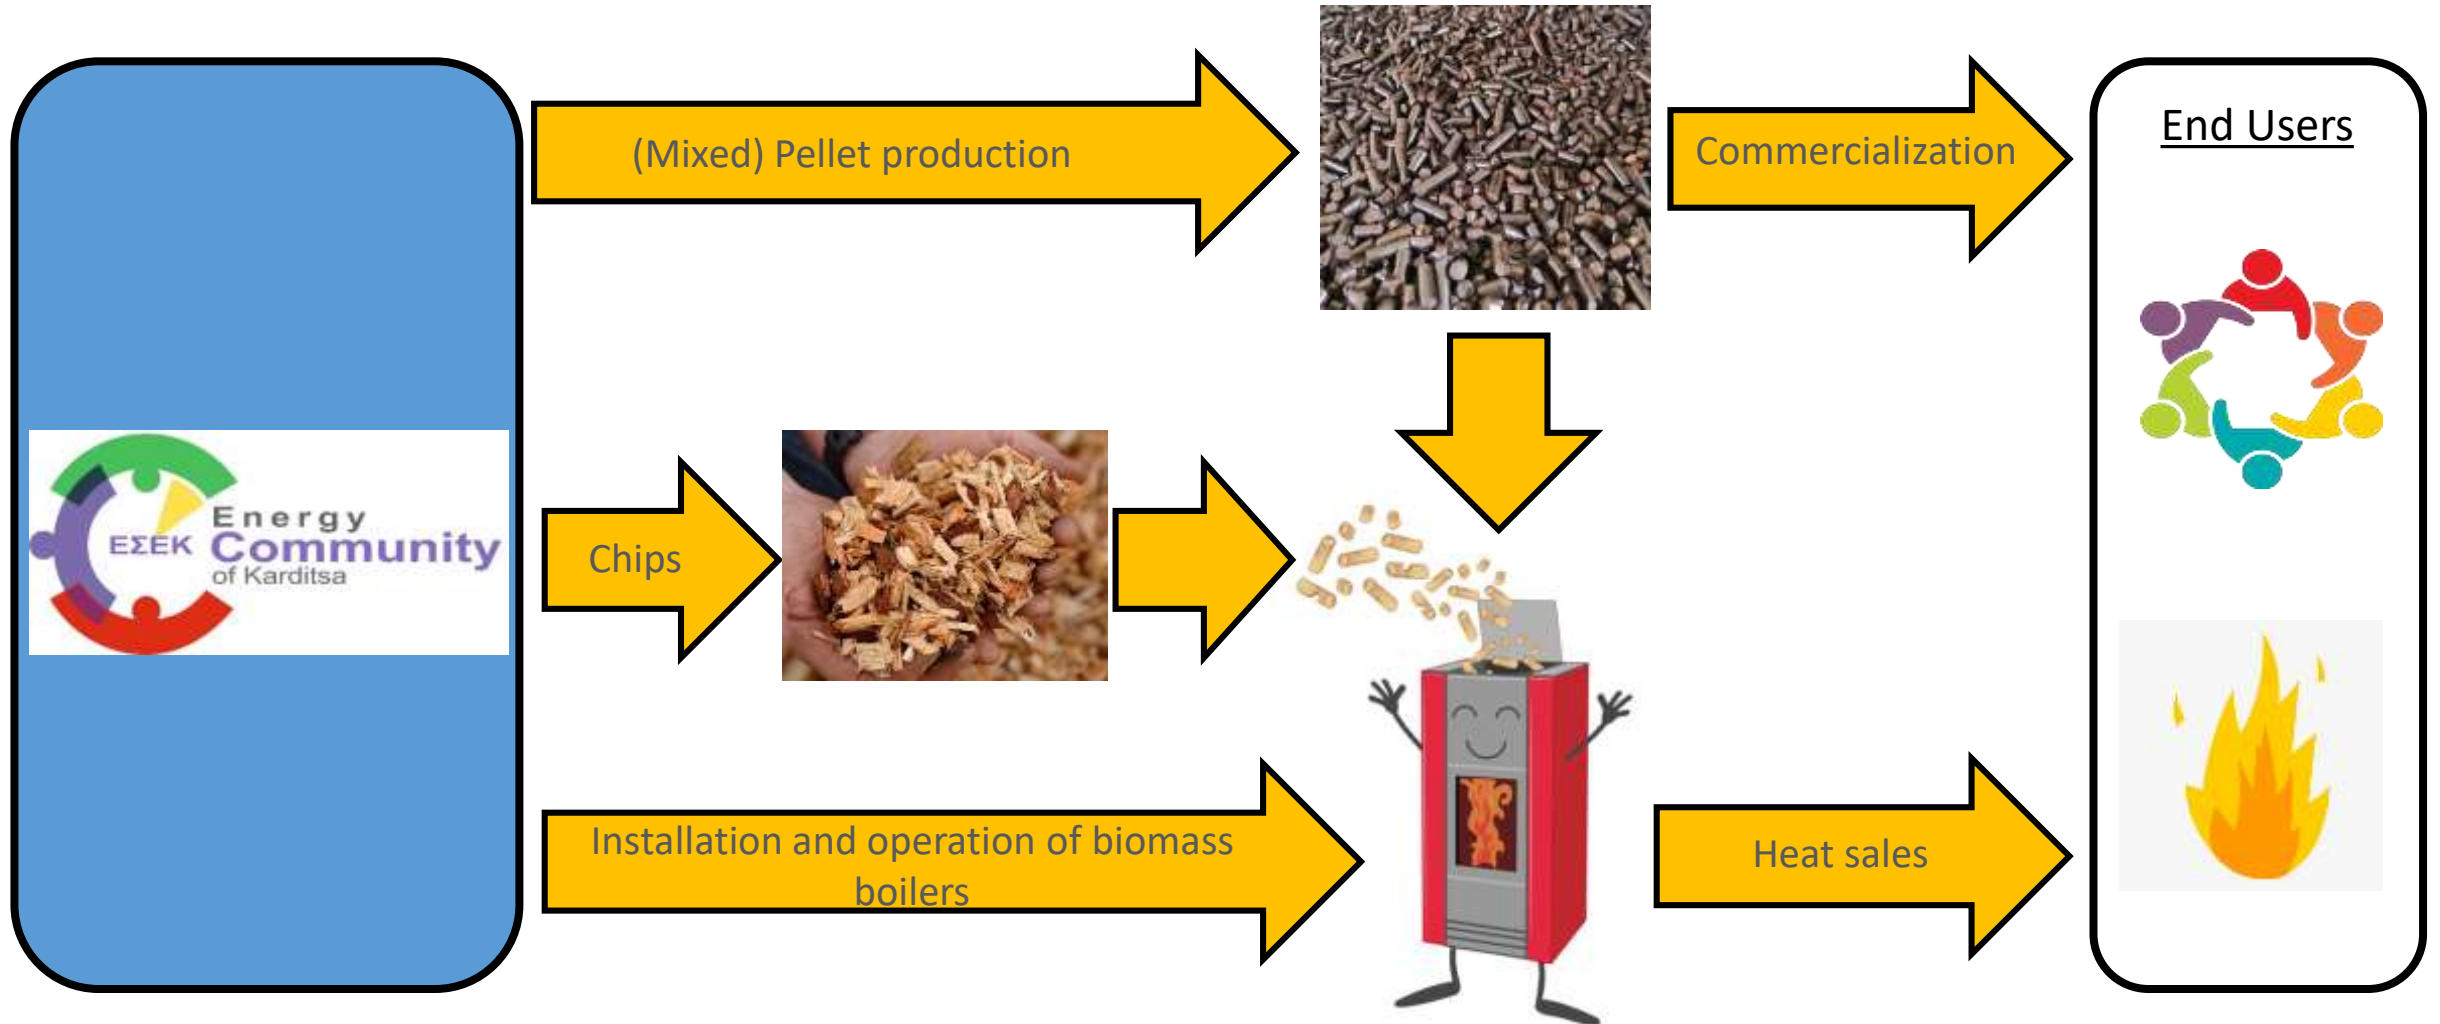 (Mixed) Pellet production
Commercialization
End Users
ΕΣΕΚ
Energy
Community
of Karditsa
Chips
Installation and operation of biomass
boilers
Heat sales